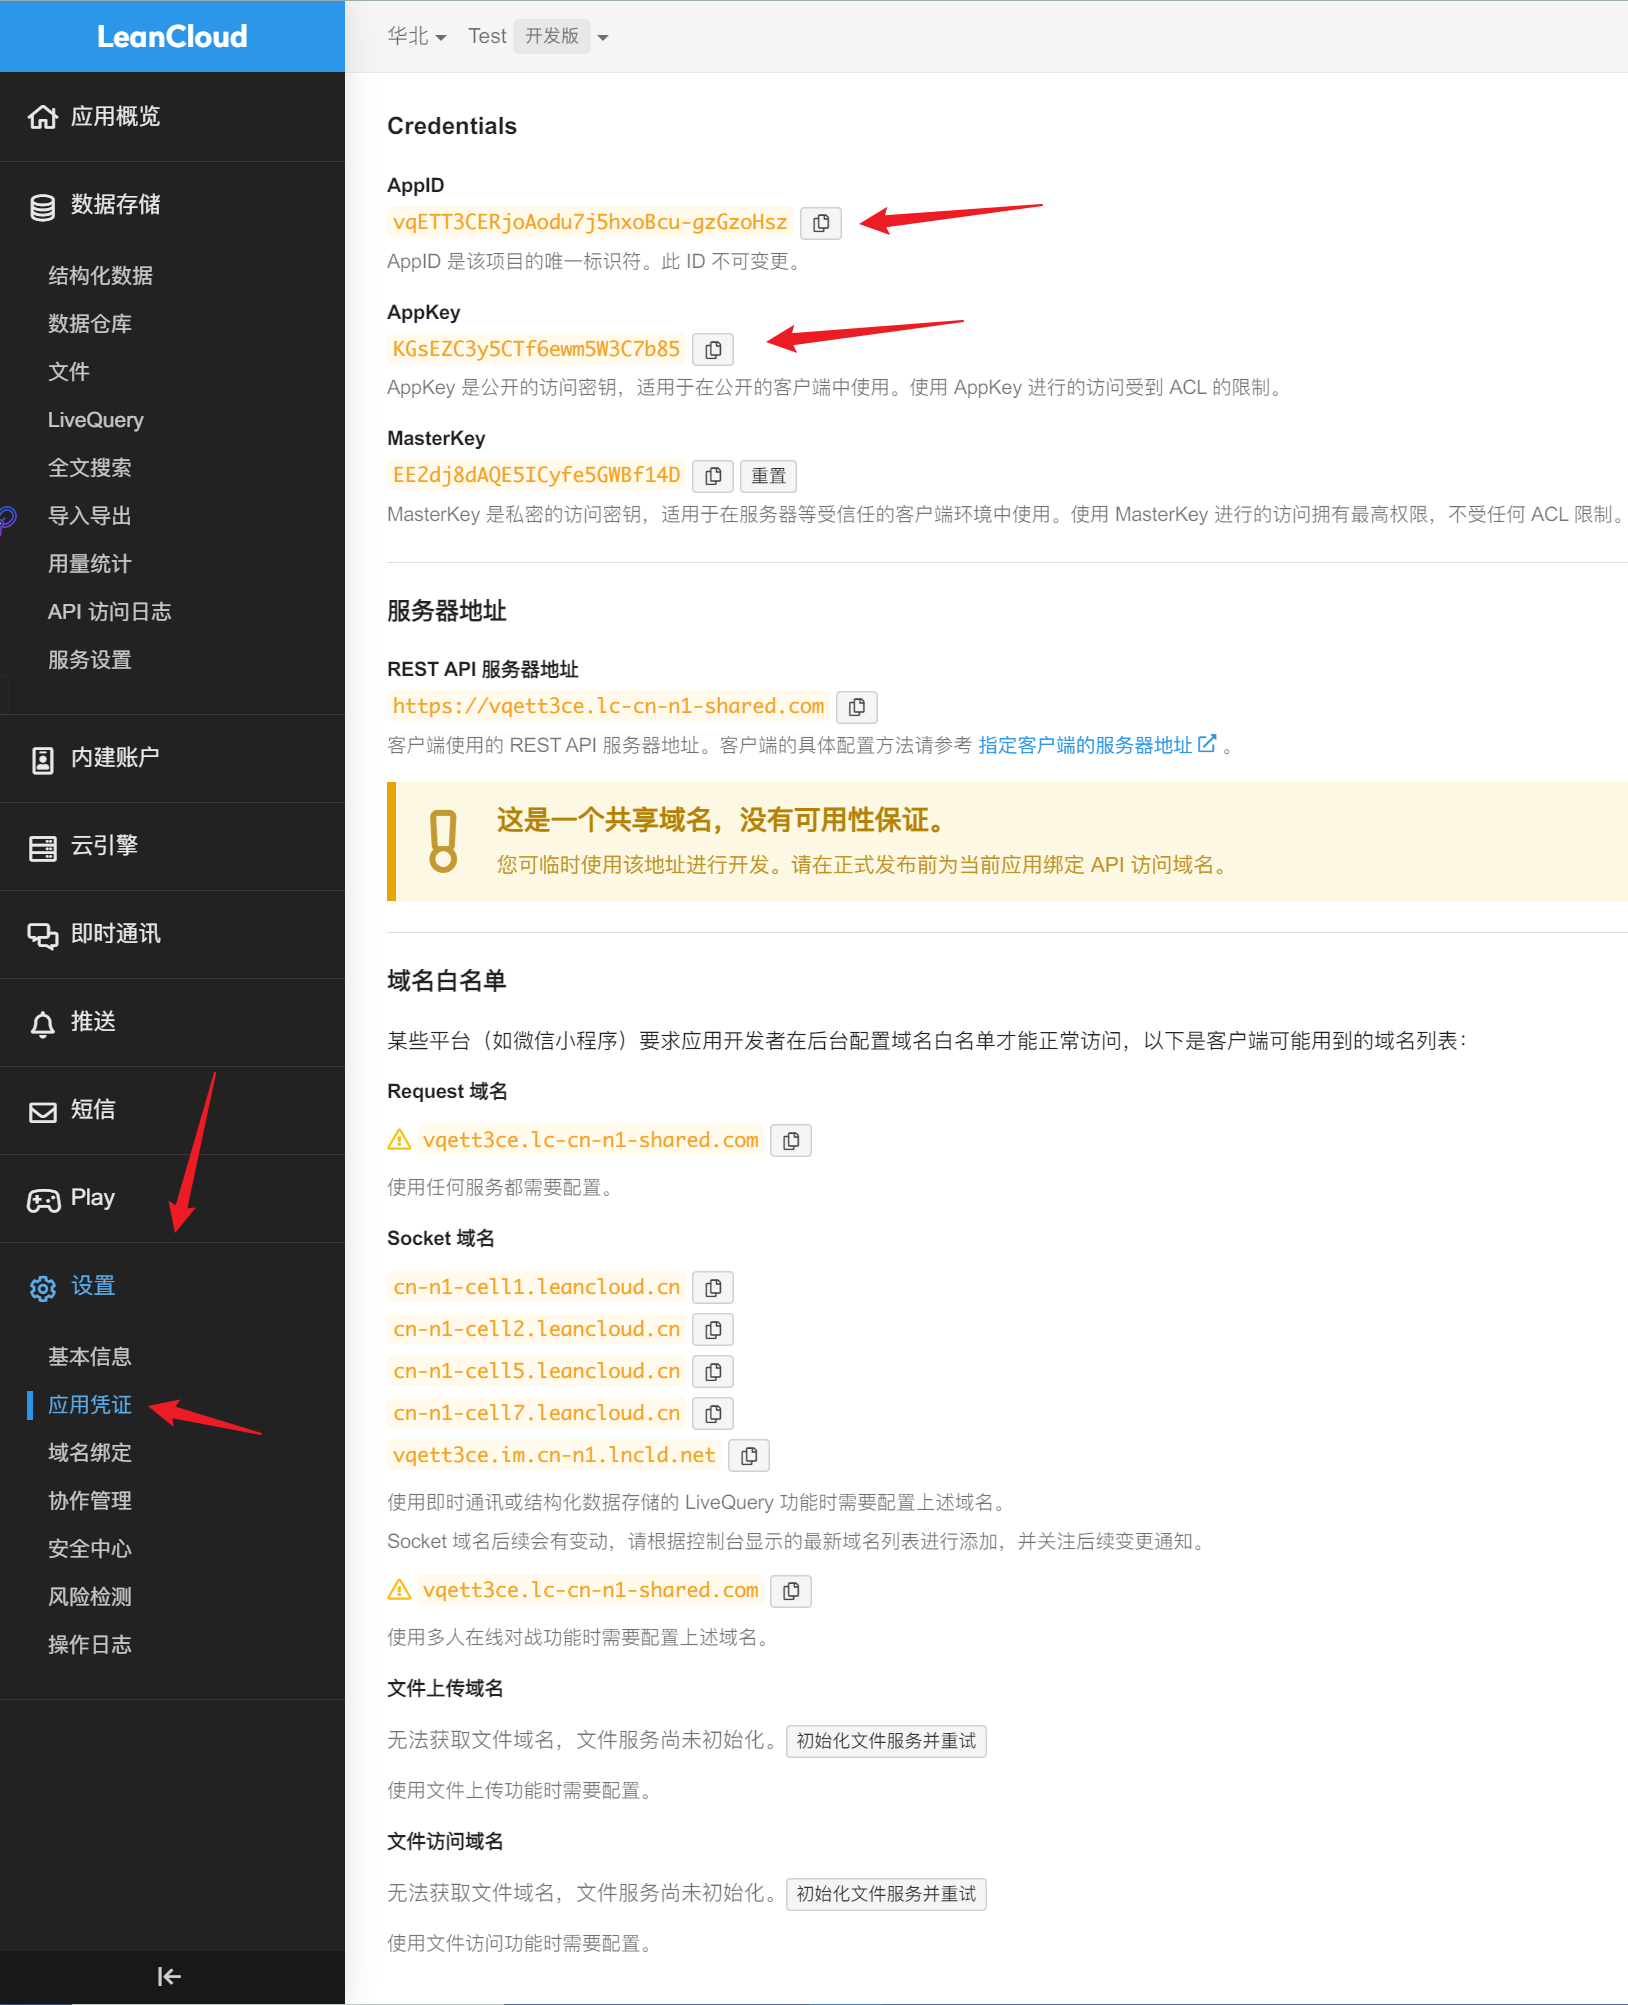 LeanCloud
华北 Test 开发版
应用概览
数据存储
结构化数据
数据仓库
文件
LiveQuery
全文搜索
导入导出
用量统计
API 访问日志
服务设置
内建账户
云引擎
即时通讯
推送
短信
Play
设置
基本信息
应用凭证
域名绑定
协作管理
安全中心
风险检测
操作日志
Credentials
AppID
vqETT3CERjoAodu7j5hxoBcu-gzGzoHsz
AppID 是该项目的唯一标识符。此 ID 不可变更。
AppKey
KGsEZC3y5CTf6ewm5W3C7b85
AppKey 是公开的访问密钥，适用于在公开的客户端中使用。使用 AppKey 进行的访问受到 ACL 的限制。
MasterKey
EE2dj8dAQE5ICyfe5GWBf14D 重置
MasterKey 是私密的访问密钥，适用于在服务器等受信任的客户端环境中使用。使用 MasterKey 进行的访问拥有最高权限，不受任何 ACL 限制。
服务器地址
REST API 服务器地址
https://vqett3ce.lc-cn-n1-shared.com
客户端使用的 REST API 服务器地址。客户端的具体配置方法请参考 指定客户端的服务器地址 。
这是一个共享域名，没有可用性保证。
您可临时使用该地址进行开发。请在正式发布前为当前应用绑定 API 访问域名。
域名白名单
某些平台（如微信小程序）要求应用开发者在后台配置域名白名单才能正常访问，以下是客户端可能用到的域名列表：
Request 域名
vqett3ce.lc-cn-n1-shared.com
使用任何服务都需要配置。
Socket 域名
cn-n1-cell1.leancloud.cn
cn-n1-cell2.leancloud.cn
cn-n1-cell5.leancloud.cn
cn-n1-cell7.leancloud.cn
vqett3ce.im.cn-n1.lncld.net
使用即时通讯或结构化数据存储的 LiveQuery 功能时需要配置上述域名。
Socket 域名后续会有变动，请根据控制台显示的最新域名列表进行添加，并关注后续变更通知。
vqett3ce.lc-cn-n1-shared.com
使用多人在线对战功能时需要配置上述域名。
文件上传域名
无法获取文件域名，文件服务尚未初始化。 初始化文件服务并重试
使用文件上传功能时需要配置。
文件访问域名
无法获取文件域名，文件服务尚未初始化。 初始化文件服务并重试
使用文件访问功能时需要配置。